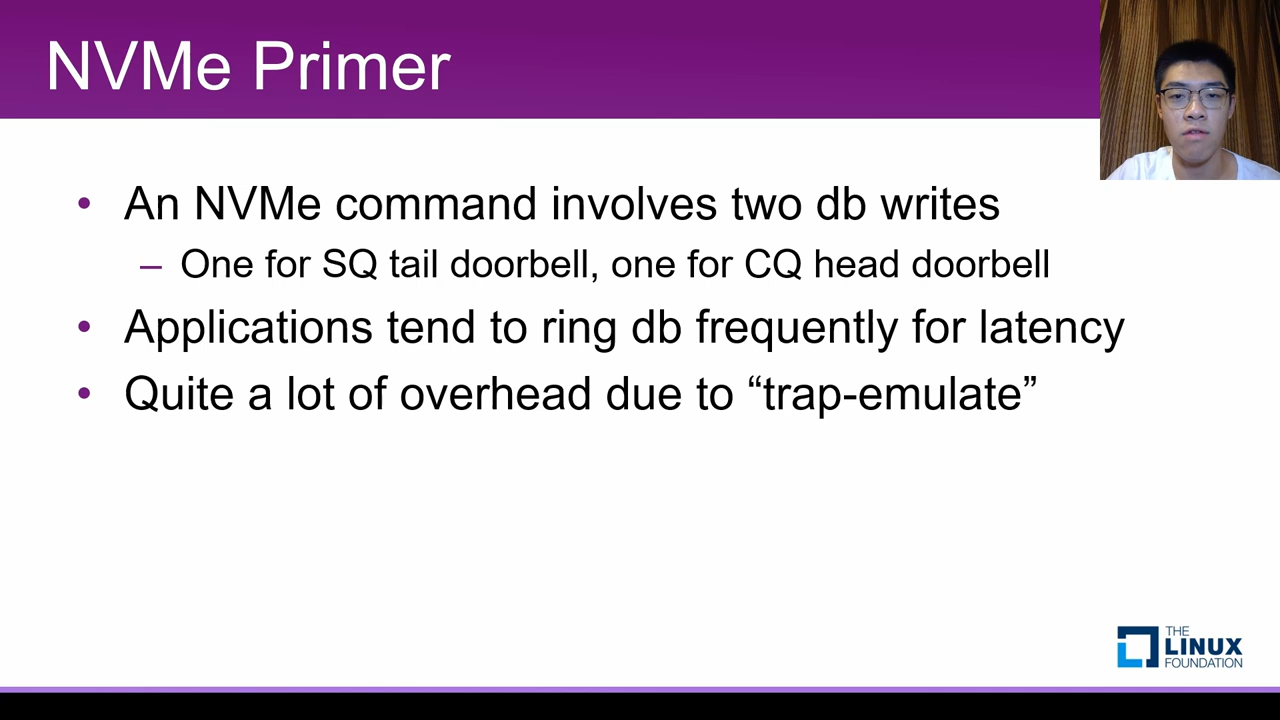 NVMe Primer
• An NVMe command involves two db writes
– One for SQ tail doorbell, one for CQ head doorbell
• Applications tend to ring db frequently for latency
• Quite a lot of overhead due to “trap-emulate”
THE
LINUX
FOUNDATION